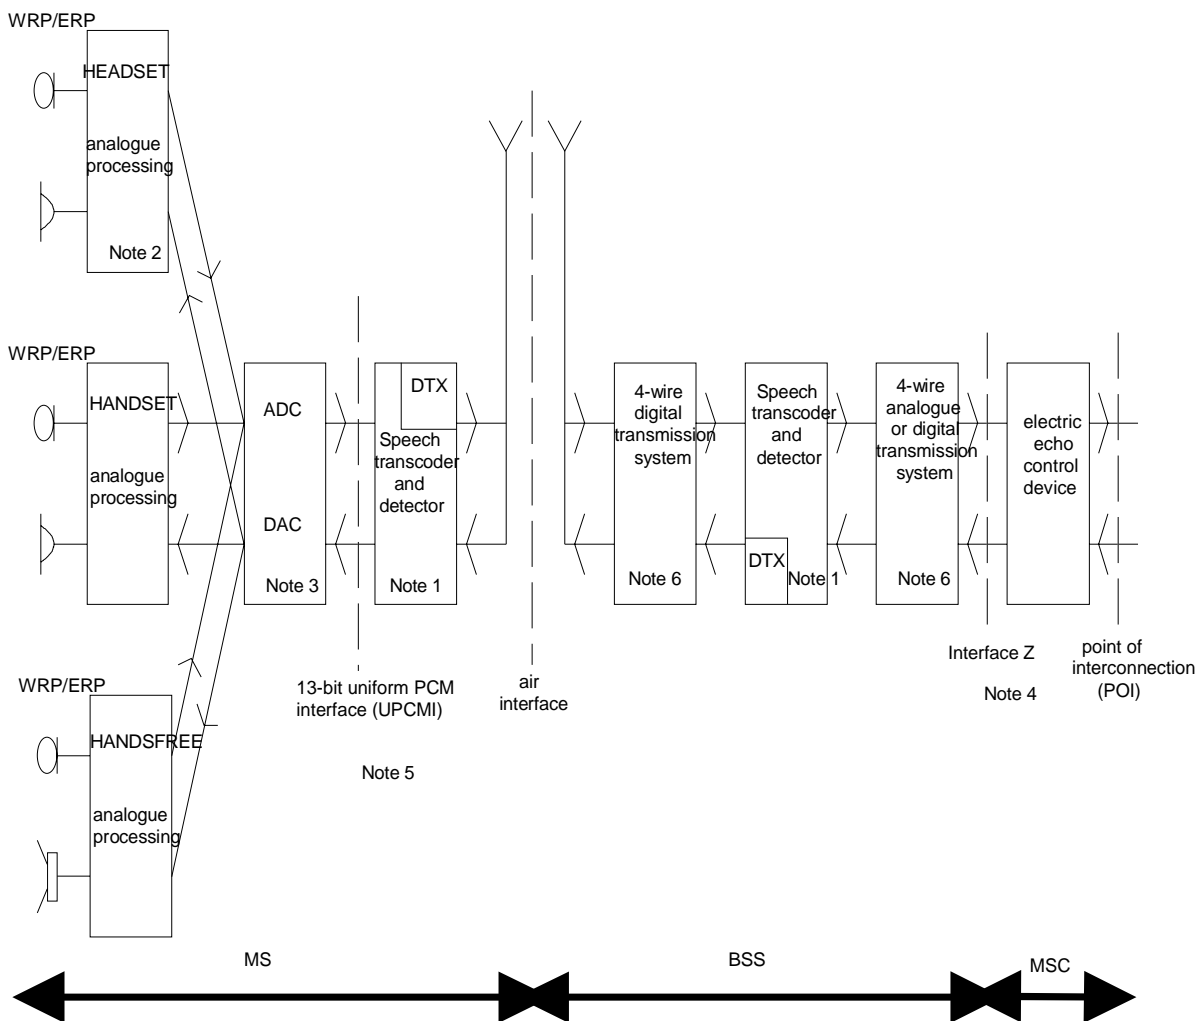 WRP/ERP
HEADSET
analogue
processing
Note 2
WRP/ERP
HANDSET
analogue
processing
WRP/ERP
HANDSFREE
analogue
processing
ADC
DAC
Note 3
13-bit uniform PCM
interface (UPCMI)
Note 5
DTX
Speech
transcoder
and
detector
Note 1
air
interface
4-wire
digital
transmission
system
Note 6
Speech
transcoder
and
detector
DTX
Note 1
4-wire
analogue
or digital
transmission
system
Note 6
Interface Z
Note 4
electric
echo
control
device
point of
interconnection
(POI)
MS
BSS
MSC